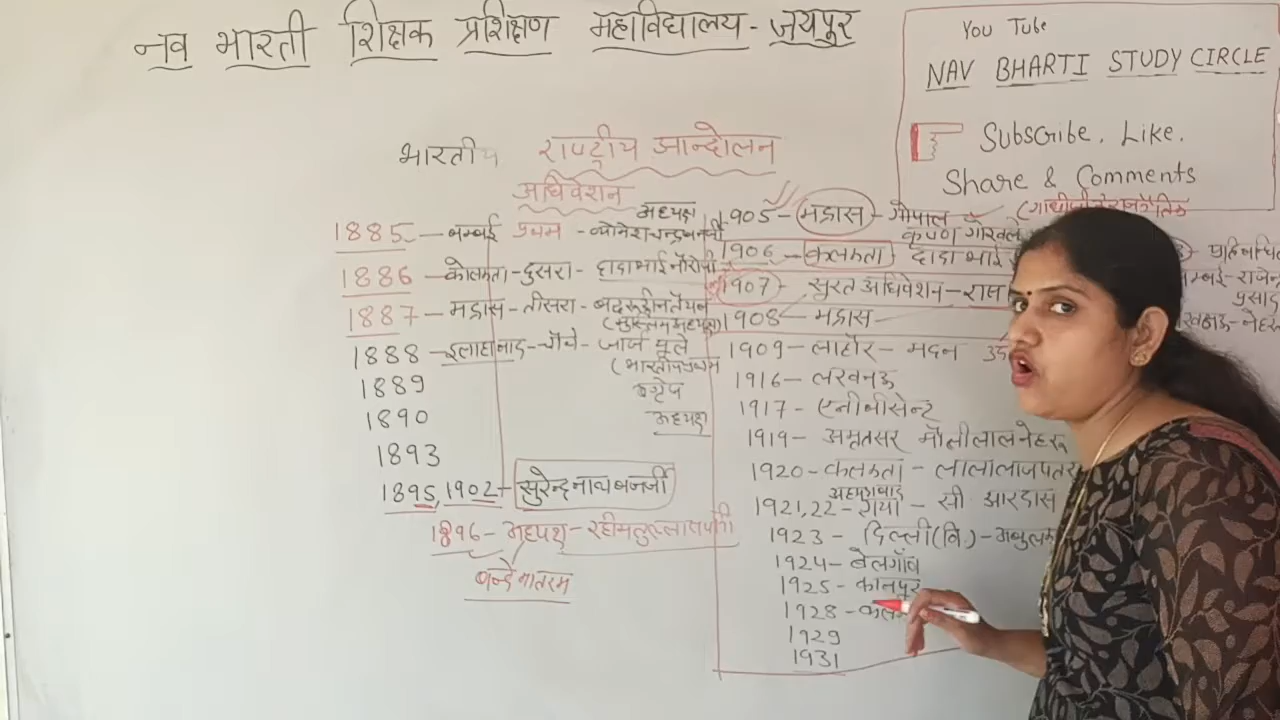 नव भारती शिक्षक प्रशिक्षण महाविद्यालय - जयपुर
You Tube
NAV BHARTI STUDY CIRCLE
Subscribe, Like,
Share & Comments
भारतीय राष्ट्रीय आन्दोलन
अधिवेशन
अध्यक्ष
1885 - बम्बई प्रथम - व्योमेशचन्द्र बनर्जी
1886 - कोलकता - दुसरा - दादाभाई नौरोजी
1887 - मद्रास - तीसरा - बदरूद्दीन तैयब
1888 - इलाहाबाद - चौथे - जार्ज यूले
1889
1890
1893
1895, 1902 - सुरेन्द्रनाथ बनर्जी
1896 - अध्यक्ष - रहीमतुल्ला सयानी
वन्देमातरम
1905 - मद्रास - गोपाल
कृष्ण गोखले
1906 - कलकता - दादा भाई
1907 - सुरत अधिवेशन - रास
1908 - मद्रास
1909 - लाहौर - मदन
1916 - लखनऊ
1917 - एनीबीसेन्ट
1919 - अमृतसर मोतीलाल नेहरू
1920 - कलकता - लाला लाजपतर
अहमदाबाद
1921, 22 - गया - सी आर दास
1923 - दिल्ली (वि.) - अबुलक
1924 - बेलगाँव
1925 - कानपुर
1928 - कल
1929
1931